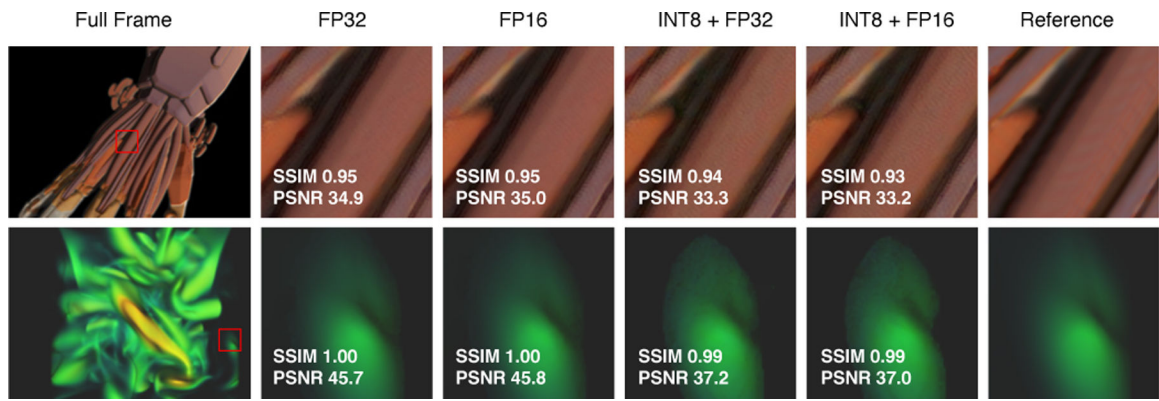 Full Frame FP32 FP16 INT8 + FP32 INT8 + FP16 Reference
SSIM 0.95 SSIM 0.95 SSIM 0.94 SSIM 0.93
PSNR 34.9 PSNR 35.0 PSNR 33.3 PSNR 33.2
SSIM 1.00 SSIM 1.00 SSIM 0.99 SSIM 0.99
PSNR 45.7 PSNR 45.8 PSNR 37.2 PSNR 37.0